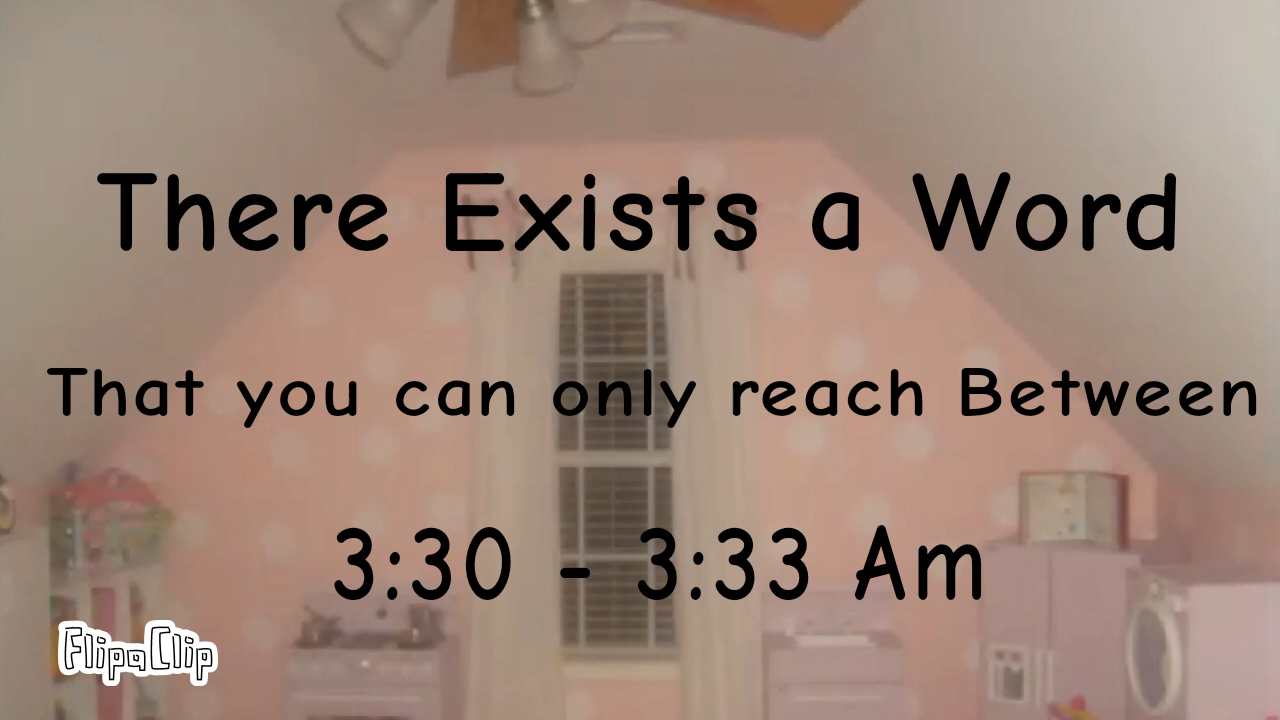 There Exists a Word
That you can only reach Between
3:30 - 3:33 Am
FlipaClip